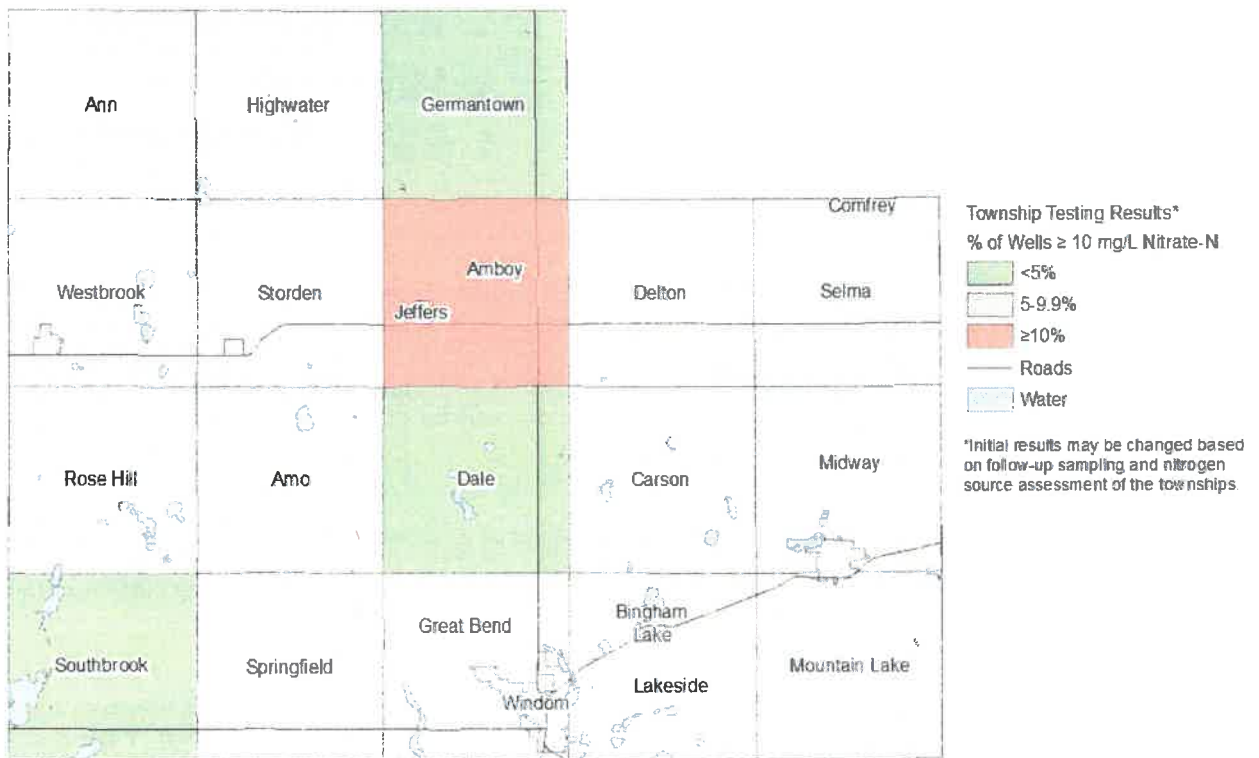 Ann
Highwater
Germantown
Comfrey
Westbrook
Storden
Amboy
Jeffers
Delton
Selma
Rose Hill
Amo
Dale
Carson
Midway
Southbrook
Springfield
Great Bend
Windom
Bingham
Lake
Lakeside
Mountain Lake
Township Testing Results*
% of Wells ≥ 10 mg/L Nitrate-N
<5%
5-9.9%
≥10%
Roads
Water
*Initial results may be changed based
on follow-up sampling and nitrogen
source assessment of the townships.